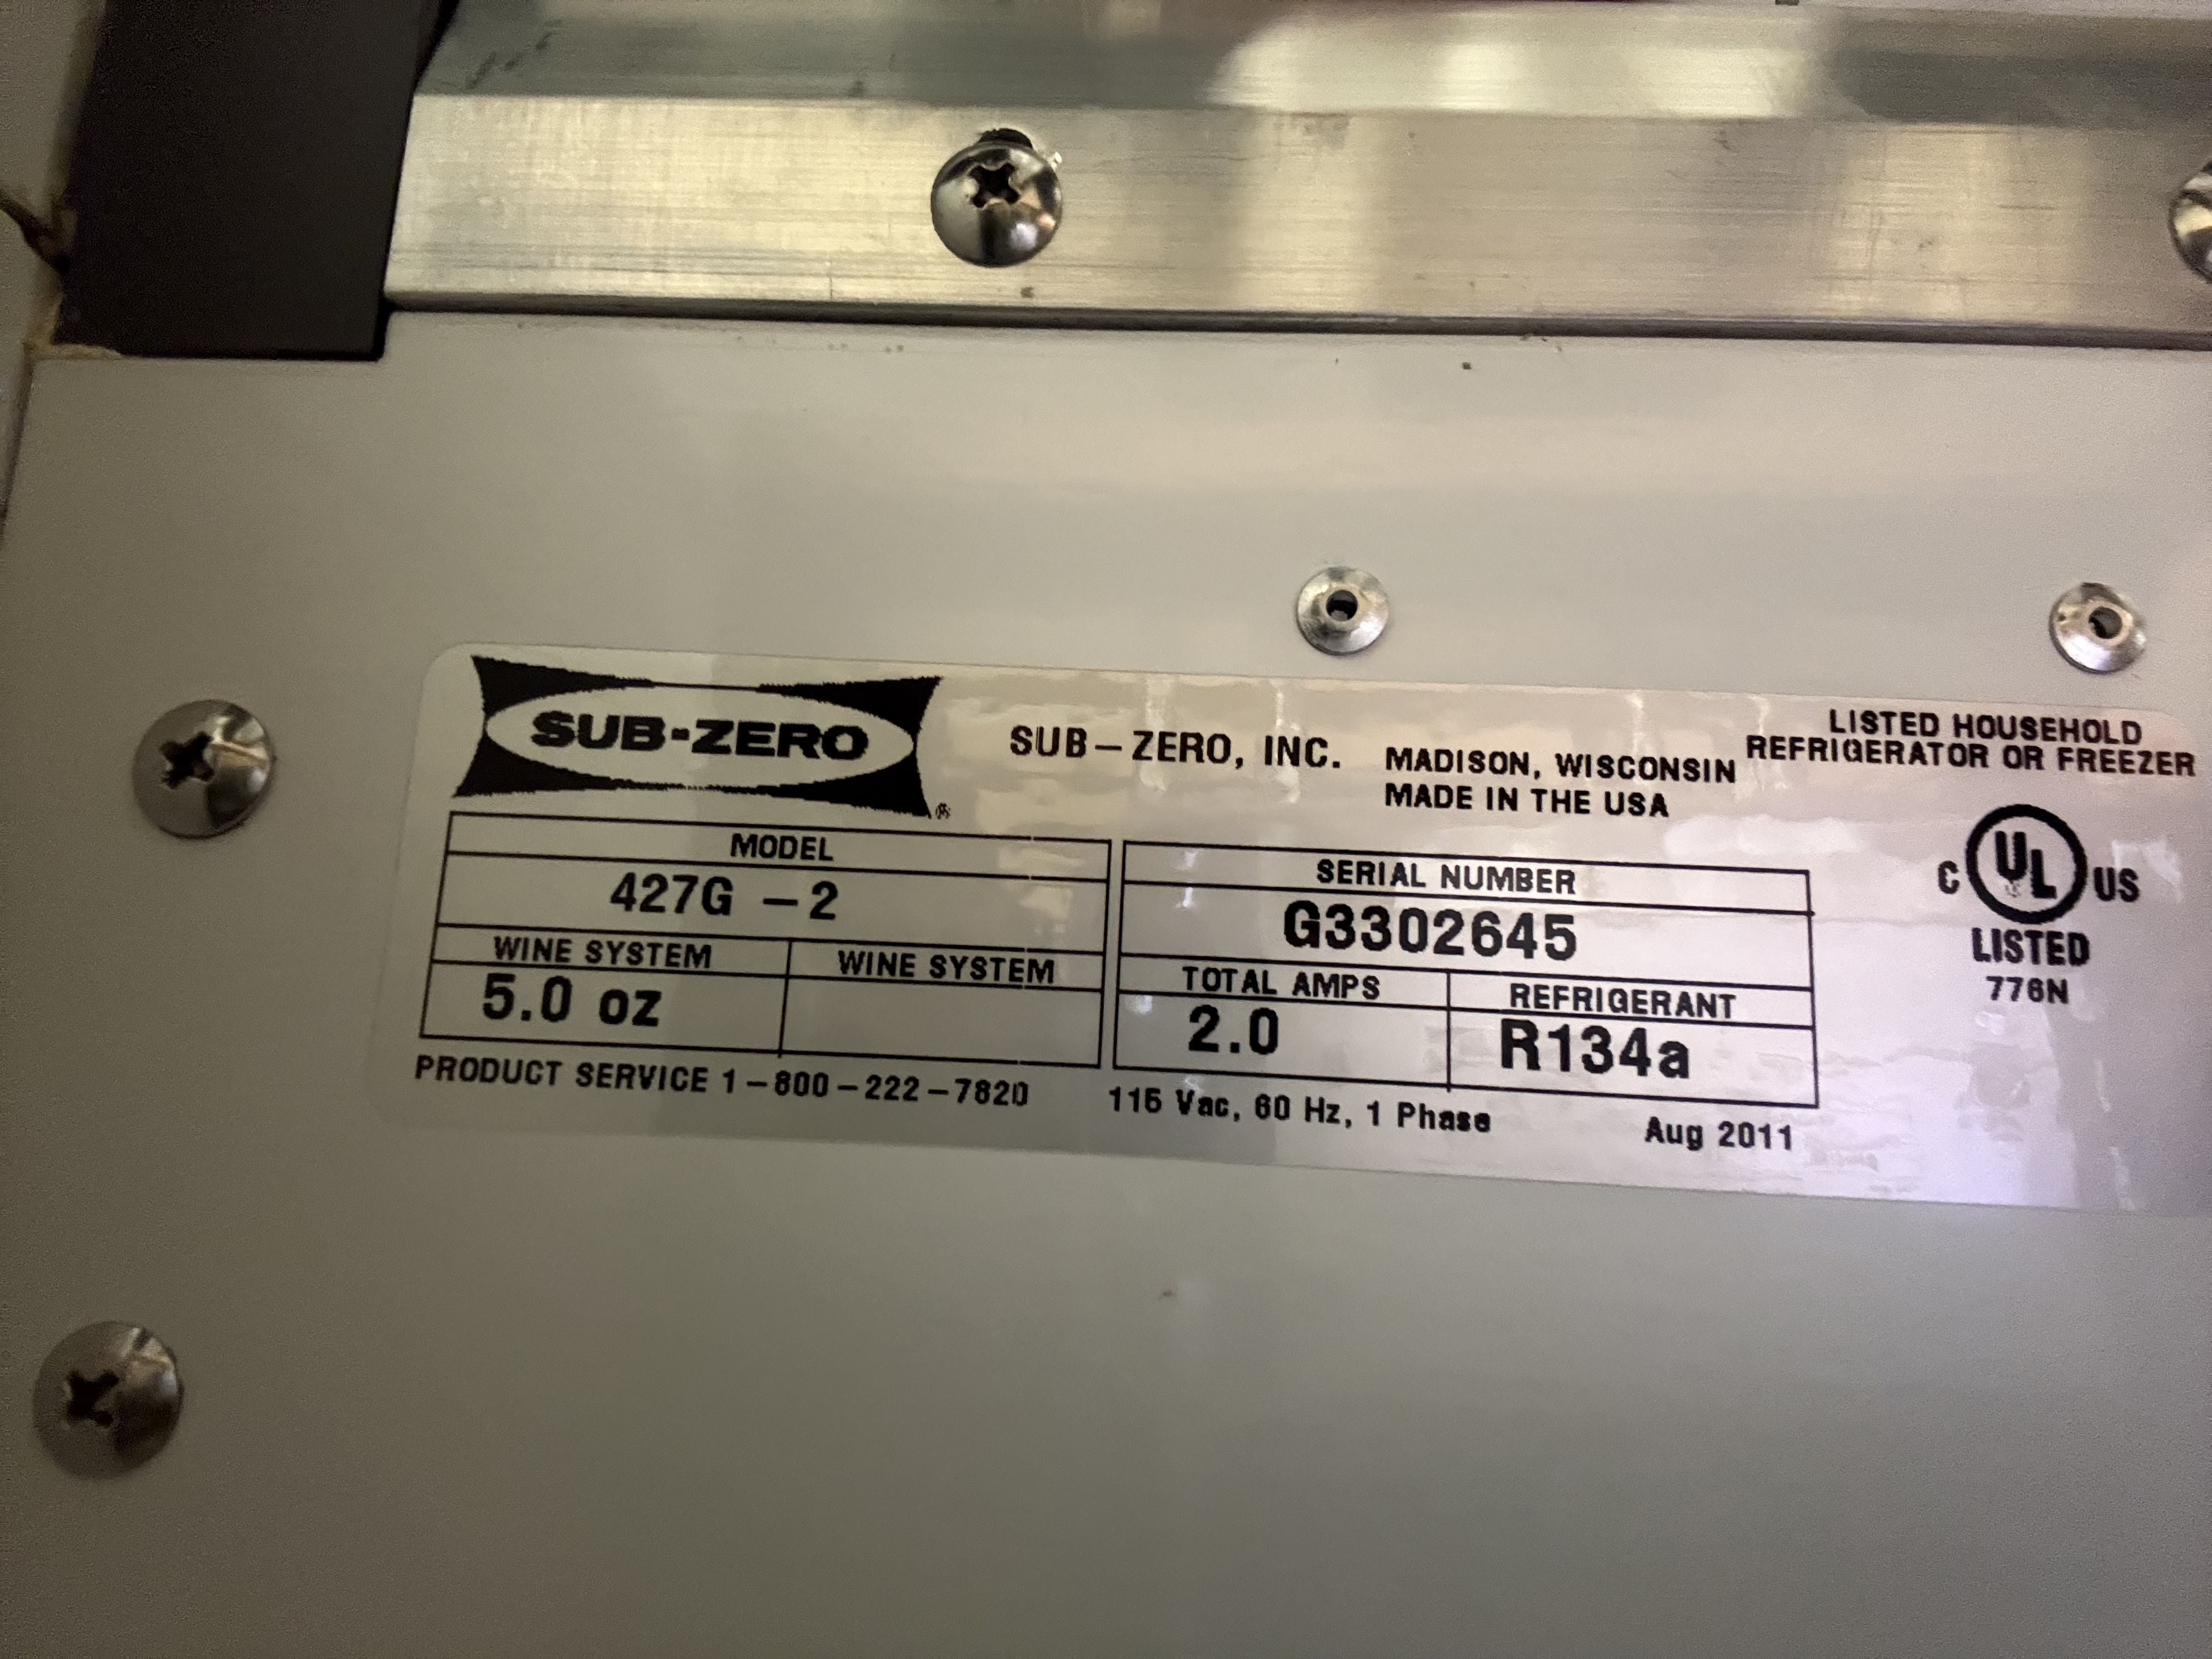 SUB-ZERO ®
SUB-ZERO, INC.
MADISON, WISCONSIN
MADE IN THE USA
LISTED HOUSEHOLD
REFRIGERATOR OR FREEZER
MODEL
427G -2
WINE SYSTEM
5.0 oz
WINE SYSTEM
SERIAL NUMBER
G3302645
TOTAL AMPS
2.0
REFRIGERANT
R134a
C UL US
LISTED
776N
PRODUCT SERVICE 1-800-222-7820
115 Vac, 60 Hz, 1 Phase
Aug 2011